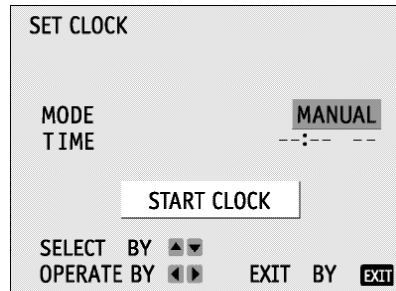 SET CLOCK
MODE MANUAL
TIME --:-- --
START CLOCK
SELECT BY ▲▼
OPERATE BY ◀▶ EXIT BY EXIT